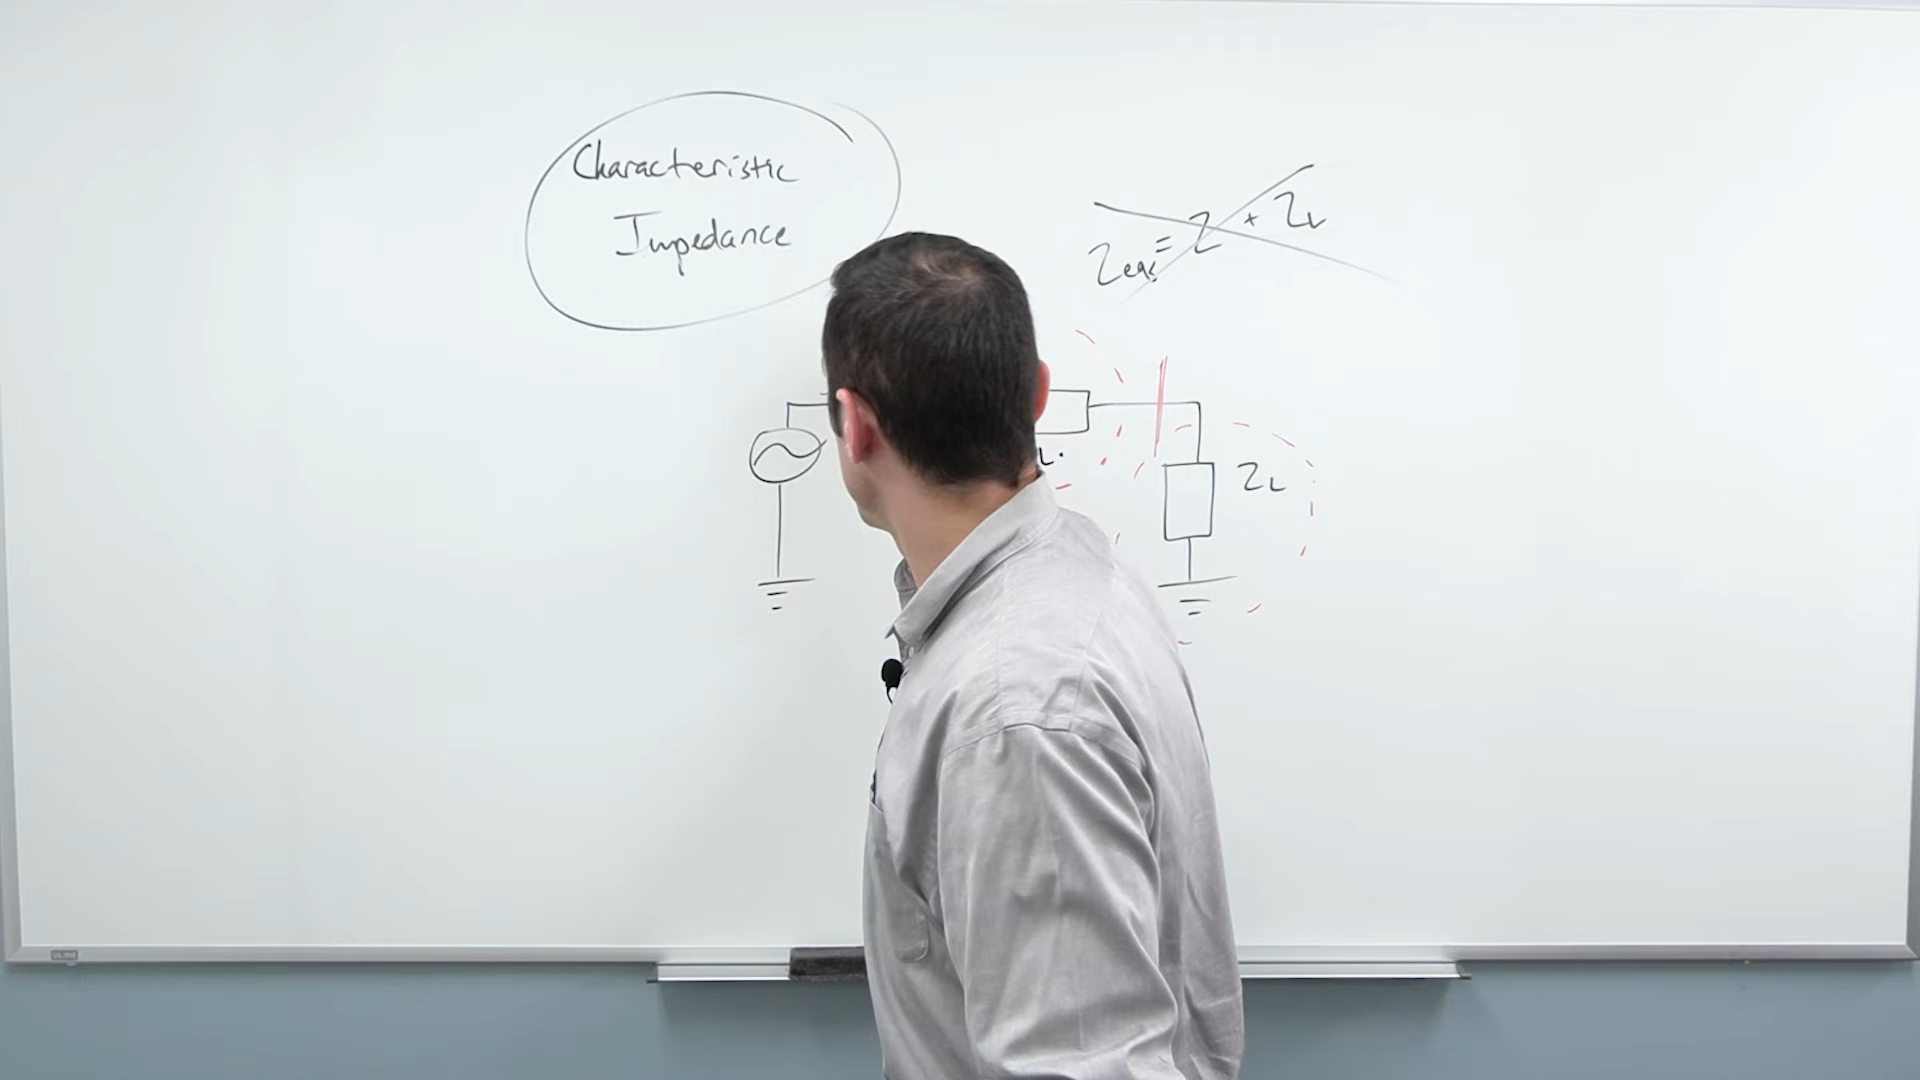 Characteristic
Impedance
Zeq. = Z + ZL
ZL